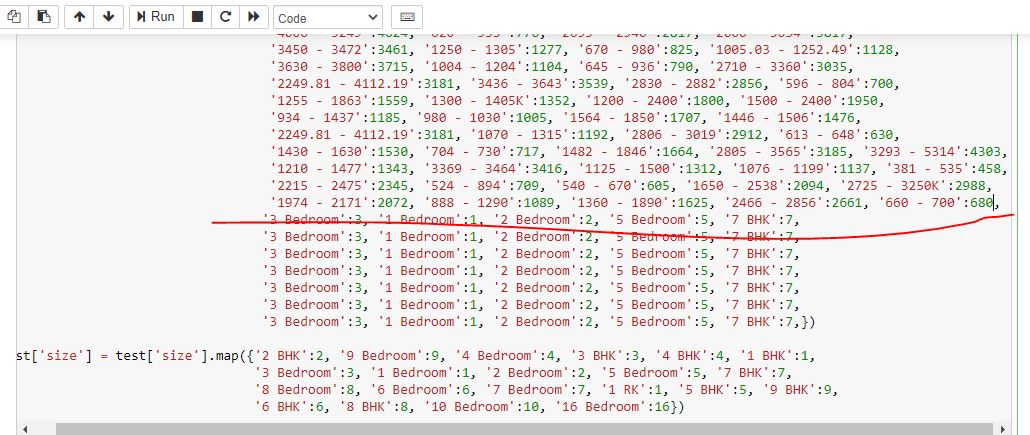 Run Code
'3450 - 3472':3461, '1250 - 1305':1277, '670 - 980':825, '1005.03 - 1252.49':1128,
'3630 - 3800':3715, '1004 - 1204':1104, '645 - 936':790, '2710 - 3360':3035,
'2249.81 - 4112.19':3181, '3436 - 3643':3539, '2830 - 2882':2856, '596 - 804':700,
'1255 - 1863':1559, '1300 - 1405K':1352, '1200 - 2400':1800, '1500 - 2400':1950,
'934 - 1437':1185, '980 - 1030':1005, '1564 - 1850':1707, '1446 - 1506':1476,
'2249.81 - 4112.19':3181, '1070 - 1315':1192, '2806 - 3019':2912, '613 - 648':630,
'1430 - 1630':1530, '704 - 730':717, '1482 - 1846':1664, '2805 - 3565':3185, '3293 - 5314':4303,
'1210 - 1477':1343, '3369 - 3464':3416, '1125 - 1500':1312, '1076 - 1199':1137, '381 - 535':458,
'2215 - 2475':2345, '524 - 894':709, '540 - 670':605, '1650 - 2538':2094, '2725 - 3250K':2988,
'1974 - 2171':2072, '888 - 1290':1089, '1360 - 1890':1625, '2466 - 2856':2661, '660 - 700':680,
'3 Bedroom':3, '1 Bedroom':1, '2 Bedroom':2, '5 Bedroom':5, '7 BHK':7,
'3 Bedroom':3, '1 Bedroom':1, '2 Bedroom':2, '5 Bedroom':5, '7 BHK':7,
'3 Bedroom':3, '1 Bedroom':1, '2 Bedroom':2, '5 Bedroom':5, '7 BHK':7,
'3 Bedroom':3, '1 Bedroom':1, '2 Bedroom':2, '5 Bedroom':5, '7 BHK':7,
'3 Bedroom':3, '1 Bedroom':1, '2 Bedroom':2, '5 Bedroom':5, '7 BHK':7,
'3 Bedroom':3, '1 Bedroom':1, '2 Bedroom':2, '5 Bedroom':5, '7 BHK':7,
'3 Bedroom':3, '1 Bedroom':1, '2 Bedroom':2, '5 Bedroom':5, '7 BHK':7,})
st['size'] = test['size'].map({'2 BHK':2, '9 Bedroom':9, '4 Bedroom':4, '3 BHK':3, '4 BHK':4, '1 BHK':1,
'3 Bedroom':3, '1 Bedroom':1, '2 Bedroom':2, '5 Bedroom':5, '7 BHK':7,
'8 Bedroom':8, '6 Bedroom':6, '7 Bedroom':7, '1 RK':1, '5 BHK':5, '9 BHK':9,
'6 BHK':6, '8 BHK':8, '10 Bedroom':10, '16 Bedroom':16})